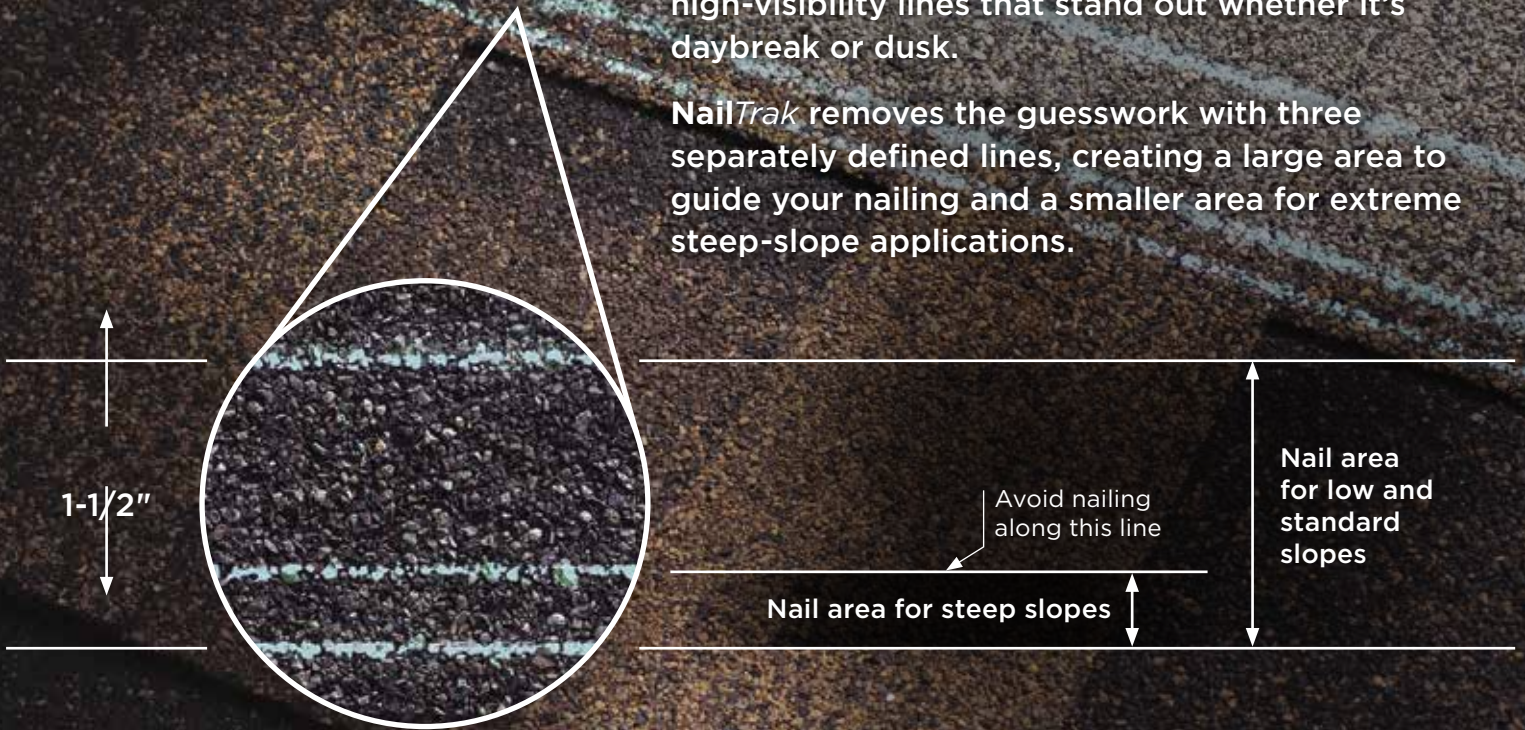 high-visibility lines that stand out whether it's
daybreak or dusk.
NailTrak removes the guesswork with three
separately defined lines, creating a large area to
guide your nailing and a smaller area for extreme
steep-slope applications.
1-1/2"
Avoid nailing
along this line
Nail area for steep slopes
Nail area
for low and
standard
slopes